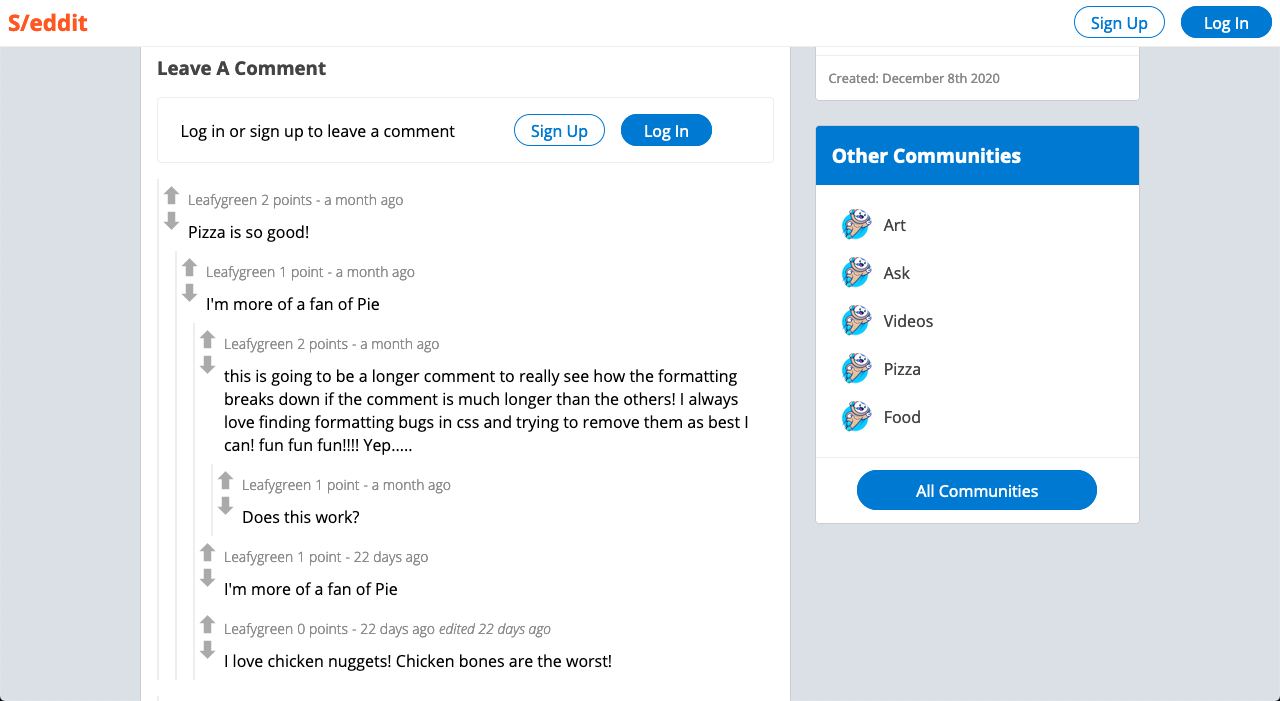 S/eddit
Sign Up
Log In
Leave A Comment
Log in or sign up to leave a comment
Sign Up
Log In
Leafygreen 2 points - a month ago
Pizza is so good!
Leafygreen 1 point - a month ago
I'm more of a fan of Pie
Leafygreen 2 points - a month ago
this is going to be a longer comment to really see how the formatting
breaks down if the comment is much longer than the others! I always
love finding formatting bugs in css and trying to remove them as best I
can! fun fun fun!!!! Yep.....
Leafygreen 1 point - a month ago
Does this work?
Leafygreen 1 point - 22 days ago
I'm more of a fan of Pie
Leafygreen 0 points - 22 days ago edited 22 days ago
I love chicken nuggets! Chicken bones are the worst!
Created: December 8th 2020
Other Communities
Art
Ask
Videos
Pizza
Food
All Communities